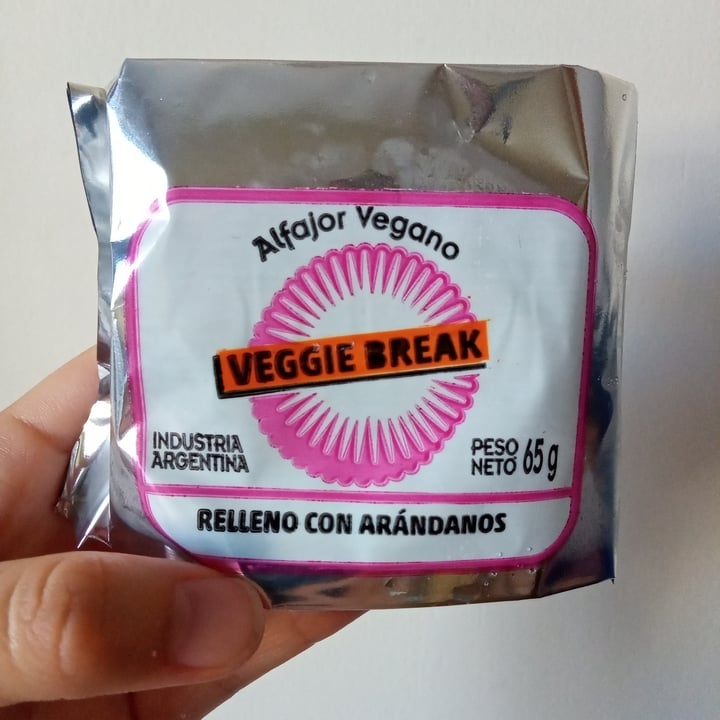 Alfajor Vegano
VEGGIE BREAK
INDUSTRIA
ARGENTINA
PESO
NETO 65 g
RELLENO CON ARÁNDANOS